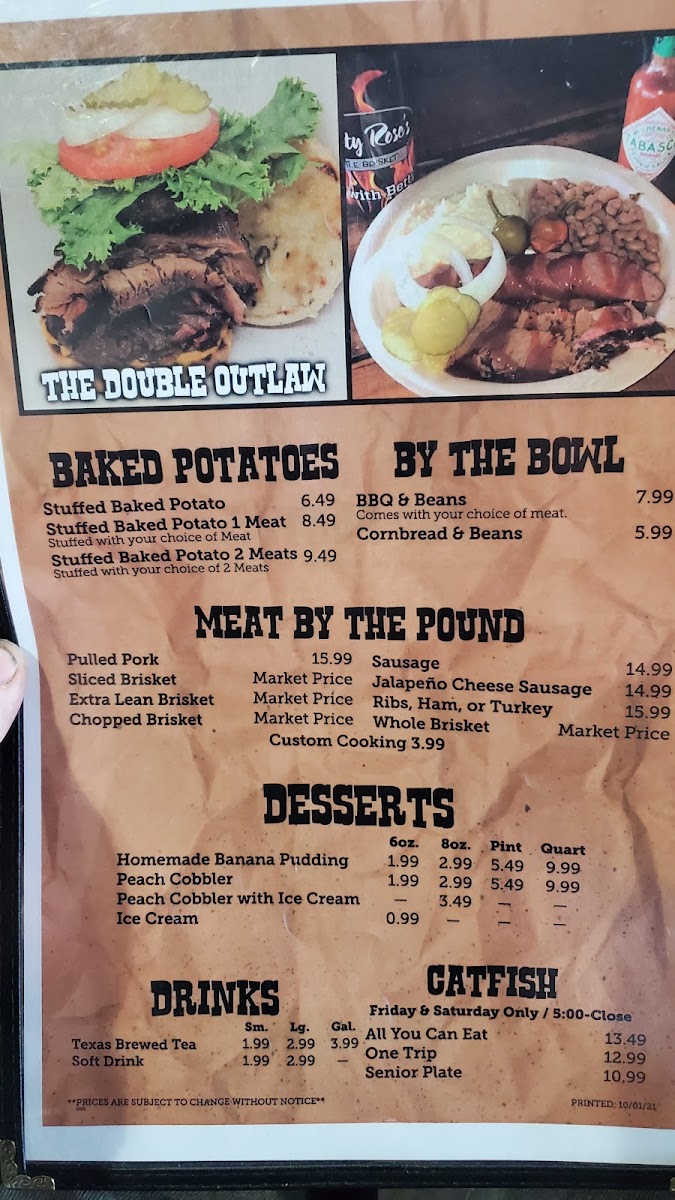 ty Rose's
TLE BRISKET
with Bett
ABASC
BRAND
THE DOUBLE OUTLAW
BAKED POTATOES
Stuffed Baked Potato 6.49
Stuffed Baked Potato 1 Meat 8.49
Stuffed with your choice of Meat
Stuffed Baked Potato 2 Meats 9.49
Stuffed with your choice of 2 Meats
BY THE BOWL
BBQ & Beans 7.99
Comes with your choice of meat.
Cornbread & Beans 5.99
MEAT BY THE POUND
Pulled Pork 15.99
Sliced Brisket Market Price
Extra Lean Brisket Market Price
Chopped Brisket Market Price
Sausage 14.99
Jalapeño Cheese Sausage 14.99
Ribs, Ham, or Turkey 15.99
Whole Brisket Market Price
Custom Cooking 3.99
DESSERTS
6oz. 8oz. Pint Quart
Homemade Banana Pudding 1.99 2.99 5.49 9.99
Peach Cobbler 1.99 2.99 5.49 9.99
Peach Cobbler with Ice Cream — 3.49 — —
Ice Cream 0.99 — — —
DRINKS
Sm. Lg. Gal.
Texas Brewed Tea 1.99 2.99 3.99
Soft Drink 1.99 2.99 —
CATFISH
Friday & Saturday Only / 5:00-Close
All You Can Eat 13.49
One Trip 12.99
Senior Plate 10.99
**PRICES ARE SUBJECT TO CHANGE WITHOUT NOTICE**
PRINTED: 10/01/21